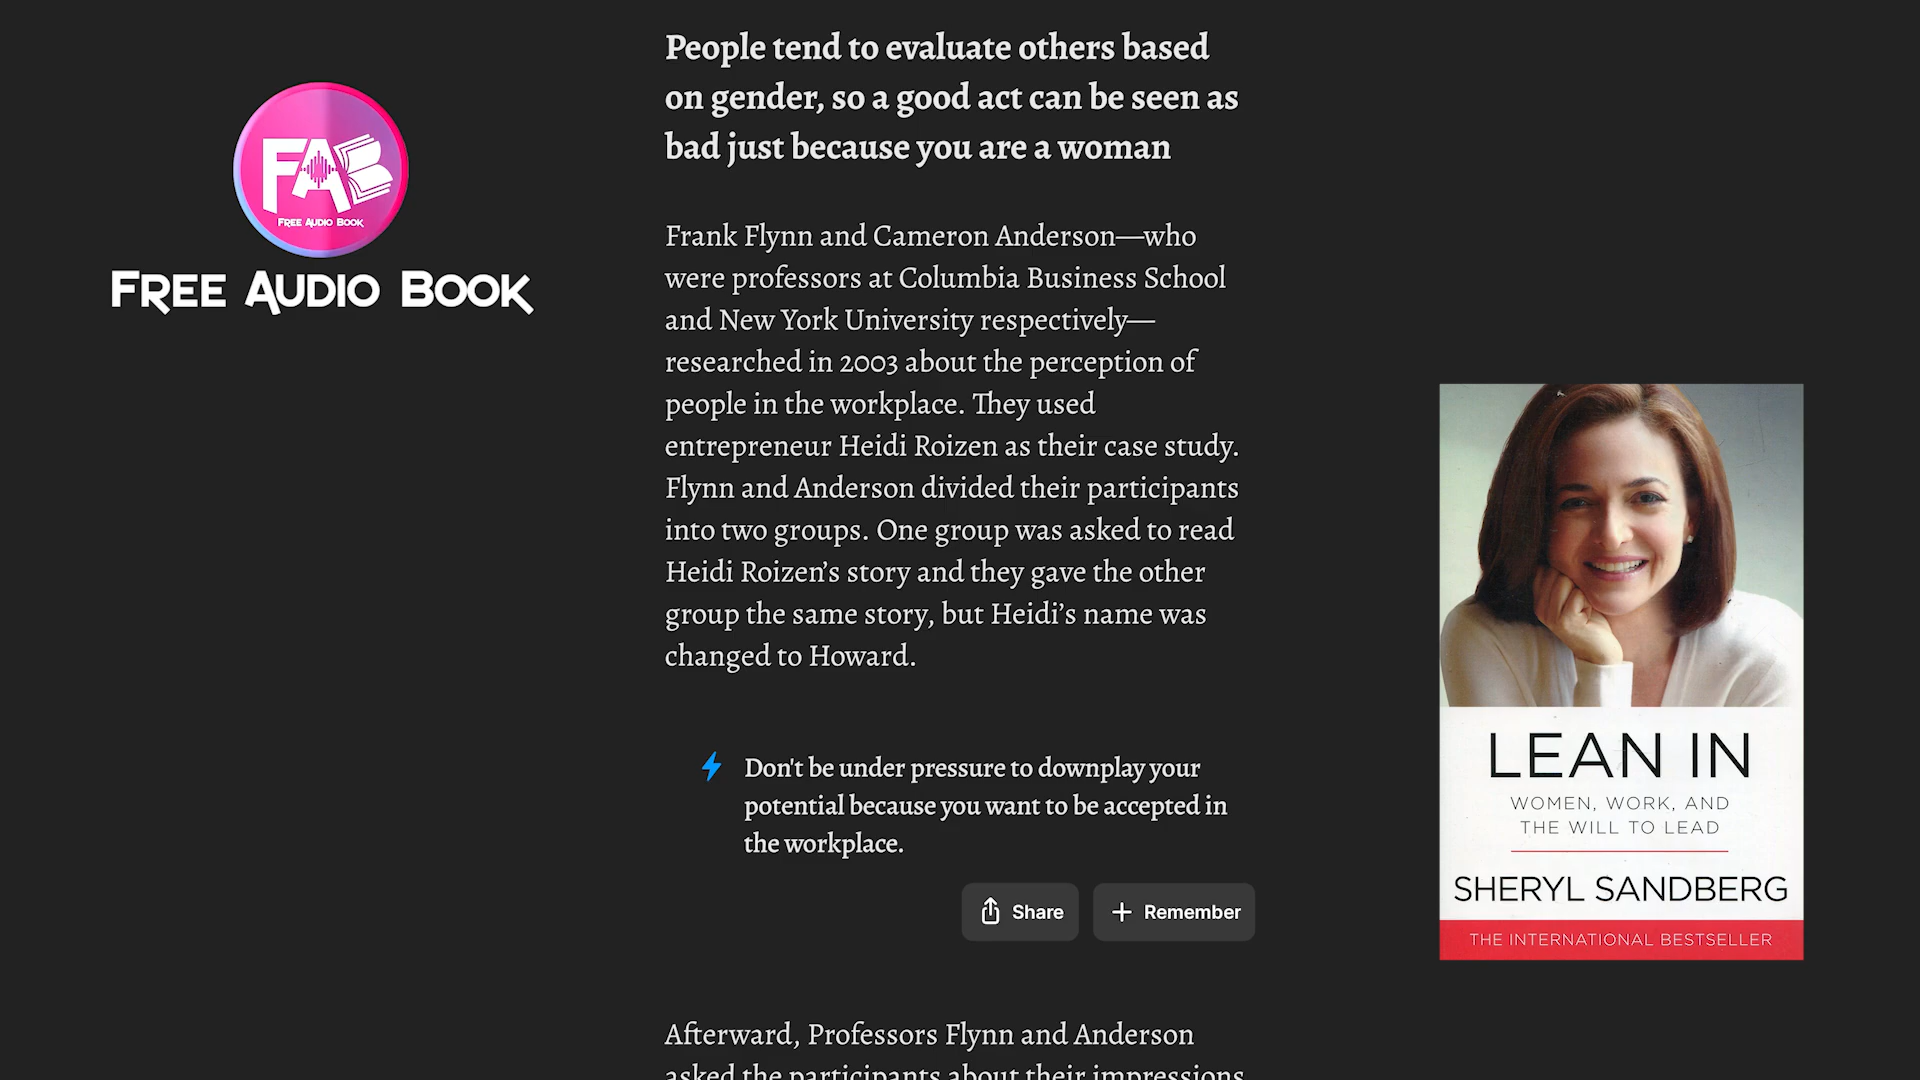 FAB
FREE AUDIO BOOK
FREE AUDIO BOOK
People tend to evaluate others based
on gender, so a good act can be seen as
bad just because you are a woman
Frank Flynn and Cameron Anderson—who
were professors at Columbia Business School
and New York University respectively—
researched in 2003 about the perception of
people in the workplace. They used
entrepreneur Heidi Roizen as their case study.
Flynn and Anderson divided their participants
into two groups. One group was asked to read
Heidi Roizen’s story and they gave the other
group the same story, but Heidi’s name was
changed to Howard.
Don't be under pressure to downplay your
potential because you want to be accepted in
the workplace.
Share
Remember
Afterward, Professors Flynn and Anderson
asked the participants about their impressions
LEAN IN
WOMEN, WORK, AND
THE WILL TO LEAD
SHERYL SANDBERG
THE INTERNATIONAL BESTSELLER